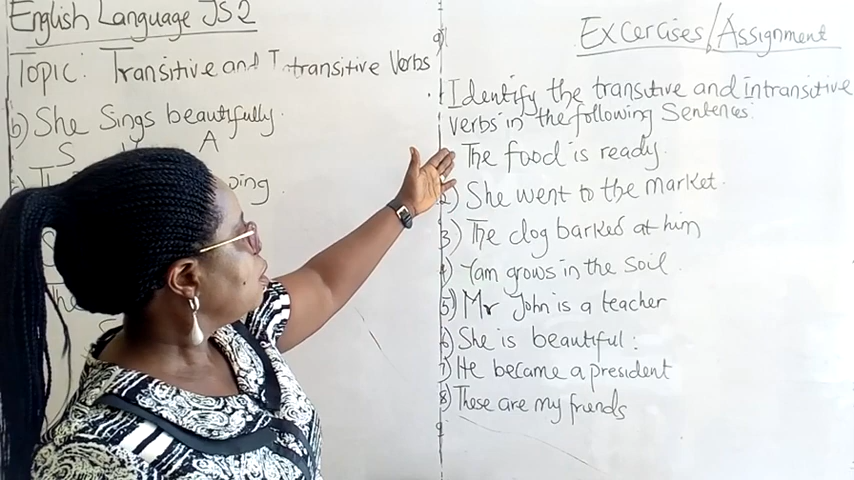 English Language JS2
Topic: Transitive and Intransitive Verbs
b) She Sings beautifully.
S A
oing.
Excercises/Assignment
Identify the transitive and intransitive
verbs in the following Sentences:
The food is ready.
2) She went to the market.
3) The dog barked at him
4) Yam grows in the soil.
5) Mr John is a teacher
6) She is beautiful:
7) He became a president
8) These are my friends